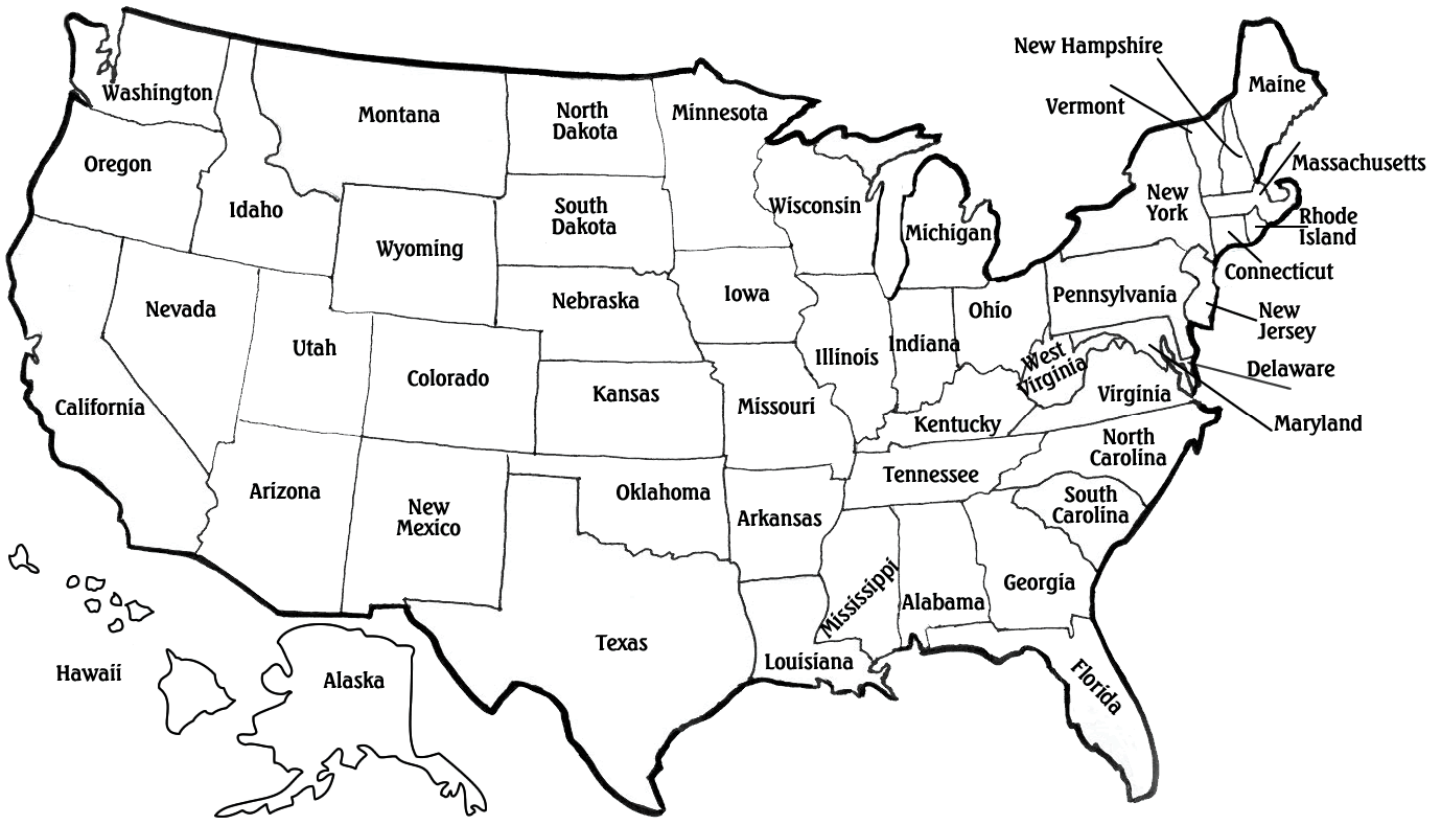 New Hampshire
Maine
Washington
Vermont
Montana
North
Dakota
Minnesota
Oregon
Massachusetts
Idaho
South
Dakota
Wisconsin
New
York
Rhode
Island
Michigan
Wyoming
Connecticut
Nebraska
Iowa
Pennsylvania
Nevada
Ohio
New
Jersey
Utah
Illinois
Indiana
West
Virginia
Delaware
Colorado
Kansas
Virginia
California
Missouri
Kentucky
Maryland
North
Carolina
Tennessee
Arizona
Oklahoma
South
Carolina
New
Mexico
Arkansas
Georgia
Mississippi
Alabama
Texas
Louisiana
Hawaii
Alaska
Florida